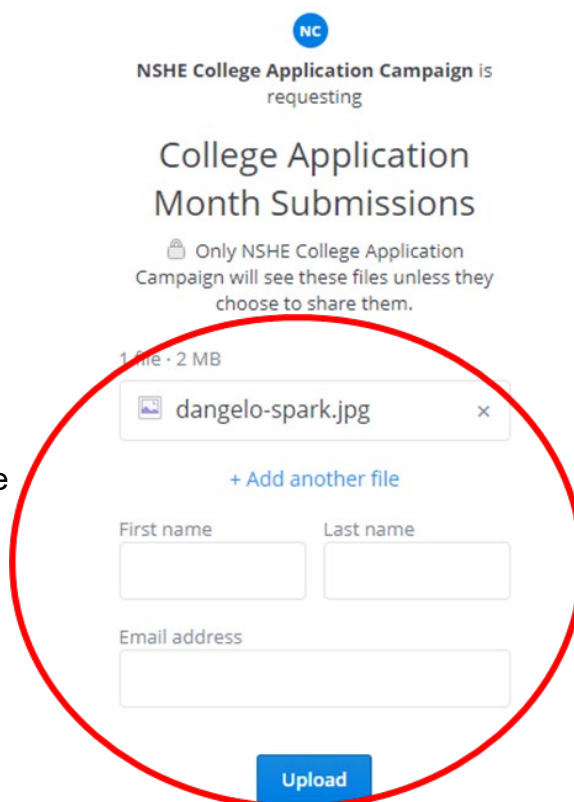 NC
NSHE College Application Campaign is
requesting
College Application
Month Submissions
Only NSHE College Application
Campaign will see these files unless they
choose to share them.
1 file · 2 MB
dangelo-spark.jpg ×
e
+ Add another file
First name Last name
Email address
Upload